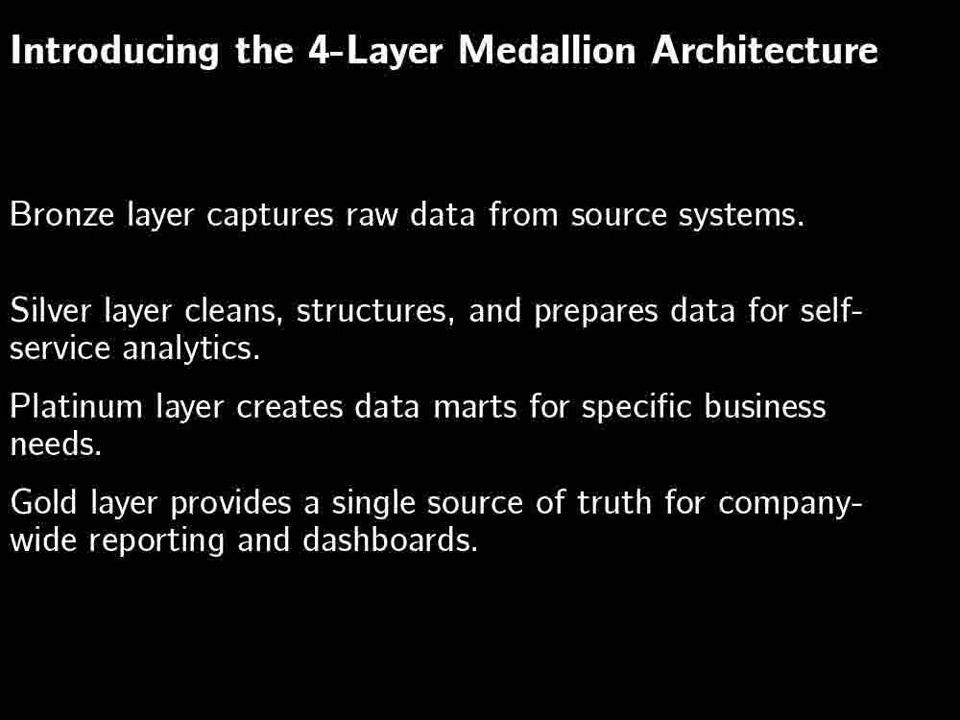 Introducing the 4-Layer Medallion Architecture
Bronze layer captures raw data from source systems.
Silver layer cleans, structures, and prepares data for self-
service analytics.
Platinum layer creates data marts for specific business
needs.
Gold layer provides a single source of truth for company-
wide reporting and dashboards.